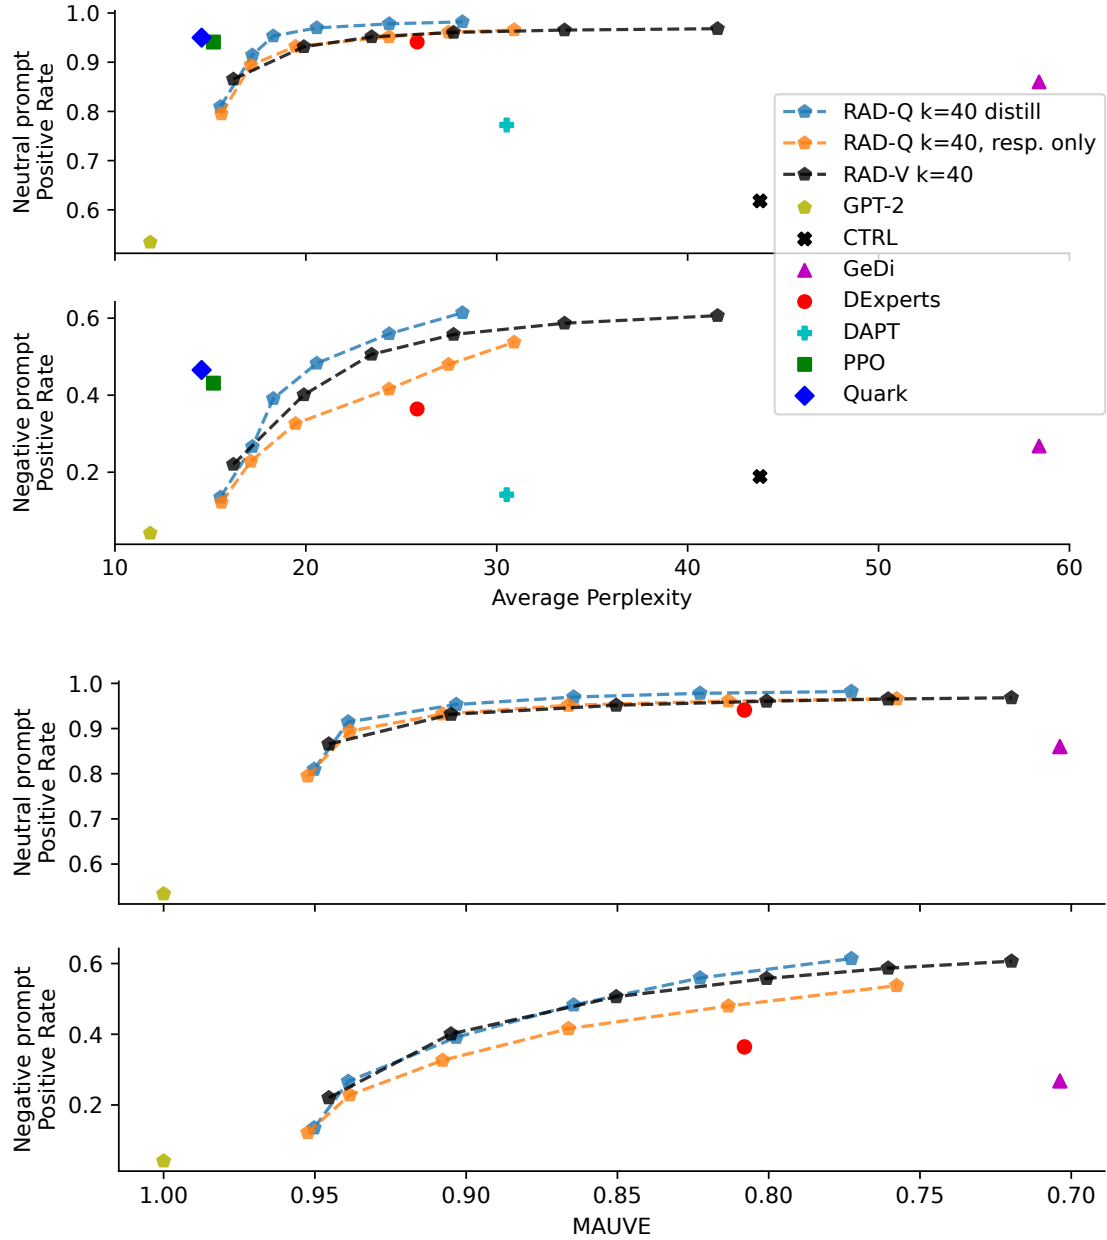 1.0
0.9
0.8
0.7
0.6
Neutral prompt
Positive Rate
RAD-Q k=40 distill
RAD-Q k=40, resp. only
RAD-V k=40
GPT-2
CTRL
GeDi
DExperts
DAPT
PPO
Quark
0.6
0.4
0.2
Negative prompt
Positive Rate
10 20 30 40 50 60
Average Perplexity
1.0
0.9
0.8
0.7
0.6
Neutral prompt
Positive Rate
0.6
0.4
0.2
Negative prompt
Positive Rate
1.00 0.95 0.90 0.85 0.80 0.75 0.70
MAUVE